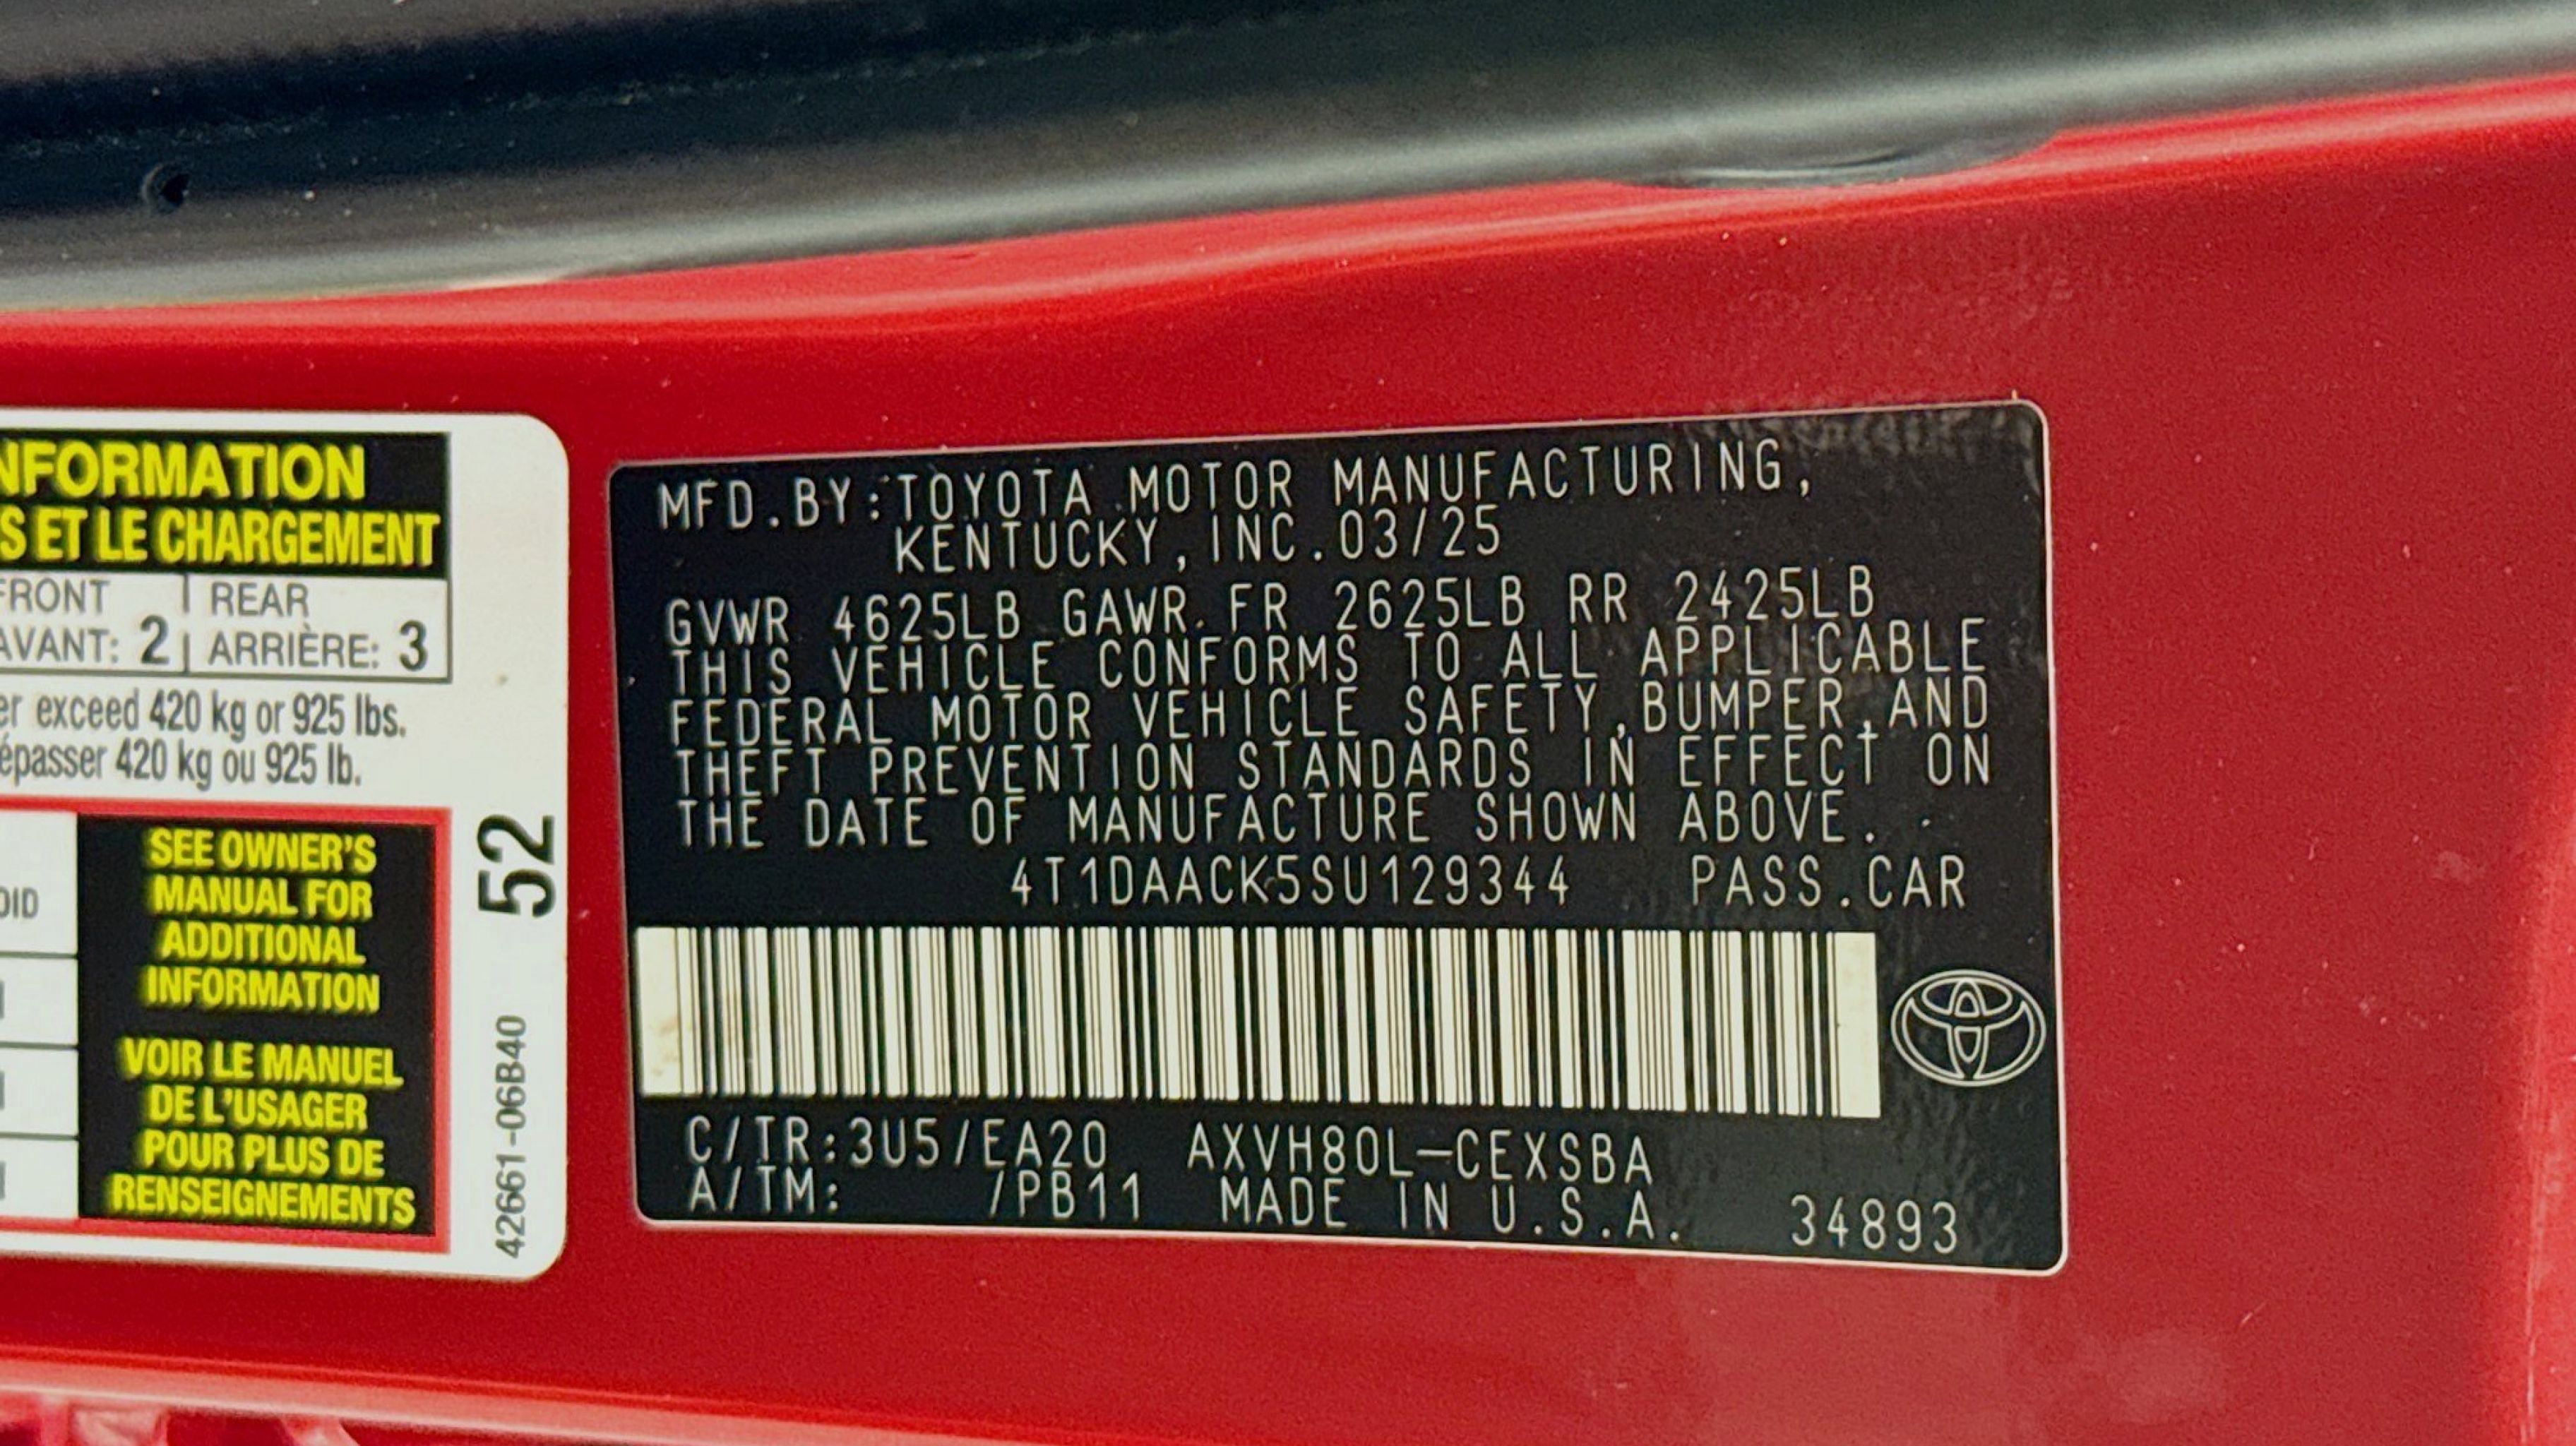 NFORMATION
S ET LE CHARGEMENT
FRONT | REAR
AVANT: 2 | ARRIÈRE: 3
er exceed 420 kg or 925 lbs.
épasser 420 kg ou 925 lb.
OID
SEE OWNER'S
MANUAL FOR
ADDITIONAL
INFORMATION
VOIR LE MANUEL
DE L'USAGER
POUR PLUS DE
RENSEIGNEMENTS
52
42661-06B40
MFD.BY:TOYOTA MOTOR MANUFACTURING,
KENTUCKY,INC.03/25
GVWR 4625LB GAWR FR 2625LB RR 2425LB
THIS VEHICLE CONFORMS TO ALL APPLICABLE
FEDERAL MOTOR VEHICLE SAFETY,BUMPER,AND
THEFT PREVENTION STANDARDS IN EFFECT ON
THE DATE OF MANUFACTURE SHOWN ABOVE.
4T1DAACK5SU129344 PASS.CAR
C/TR:3U5/EA20 AXVH80L-CEXSBA
A/TM: /PB11 MADE IN U.S.A. 34893